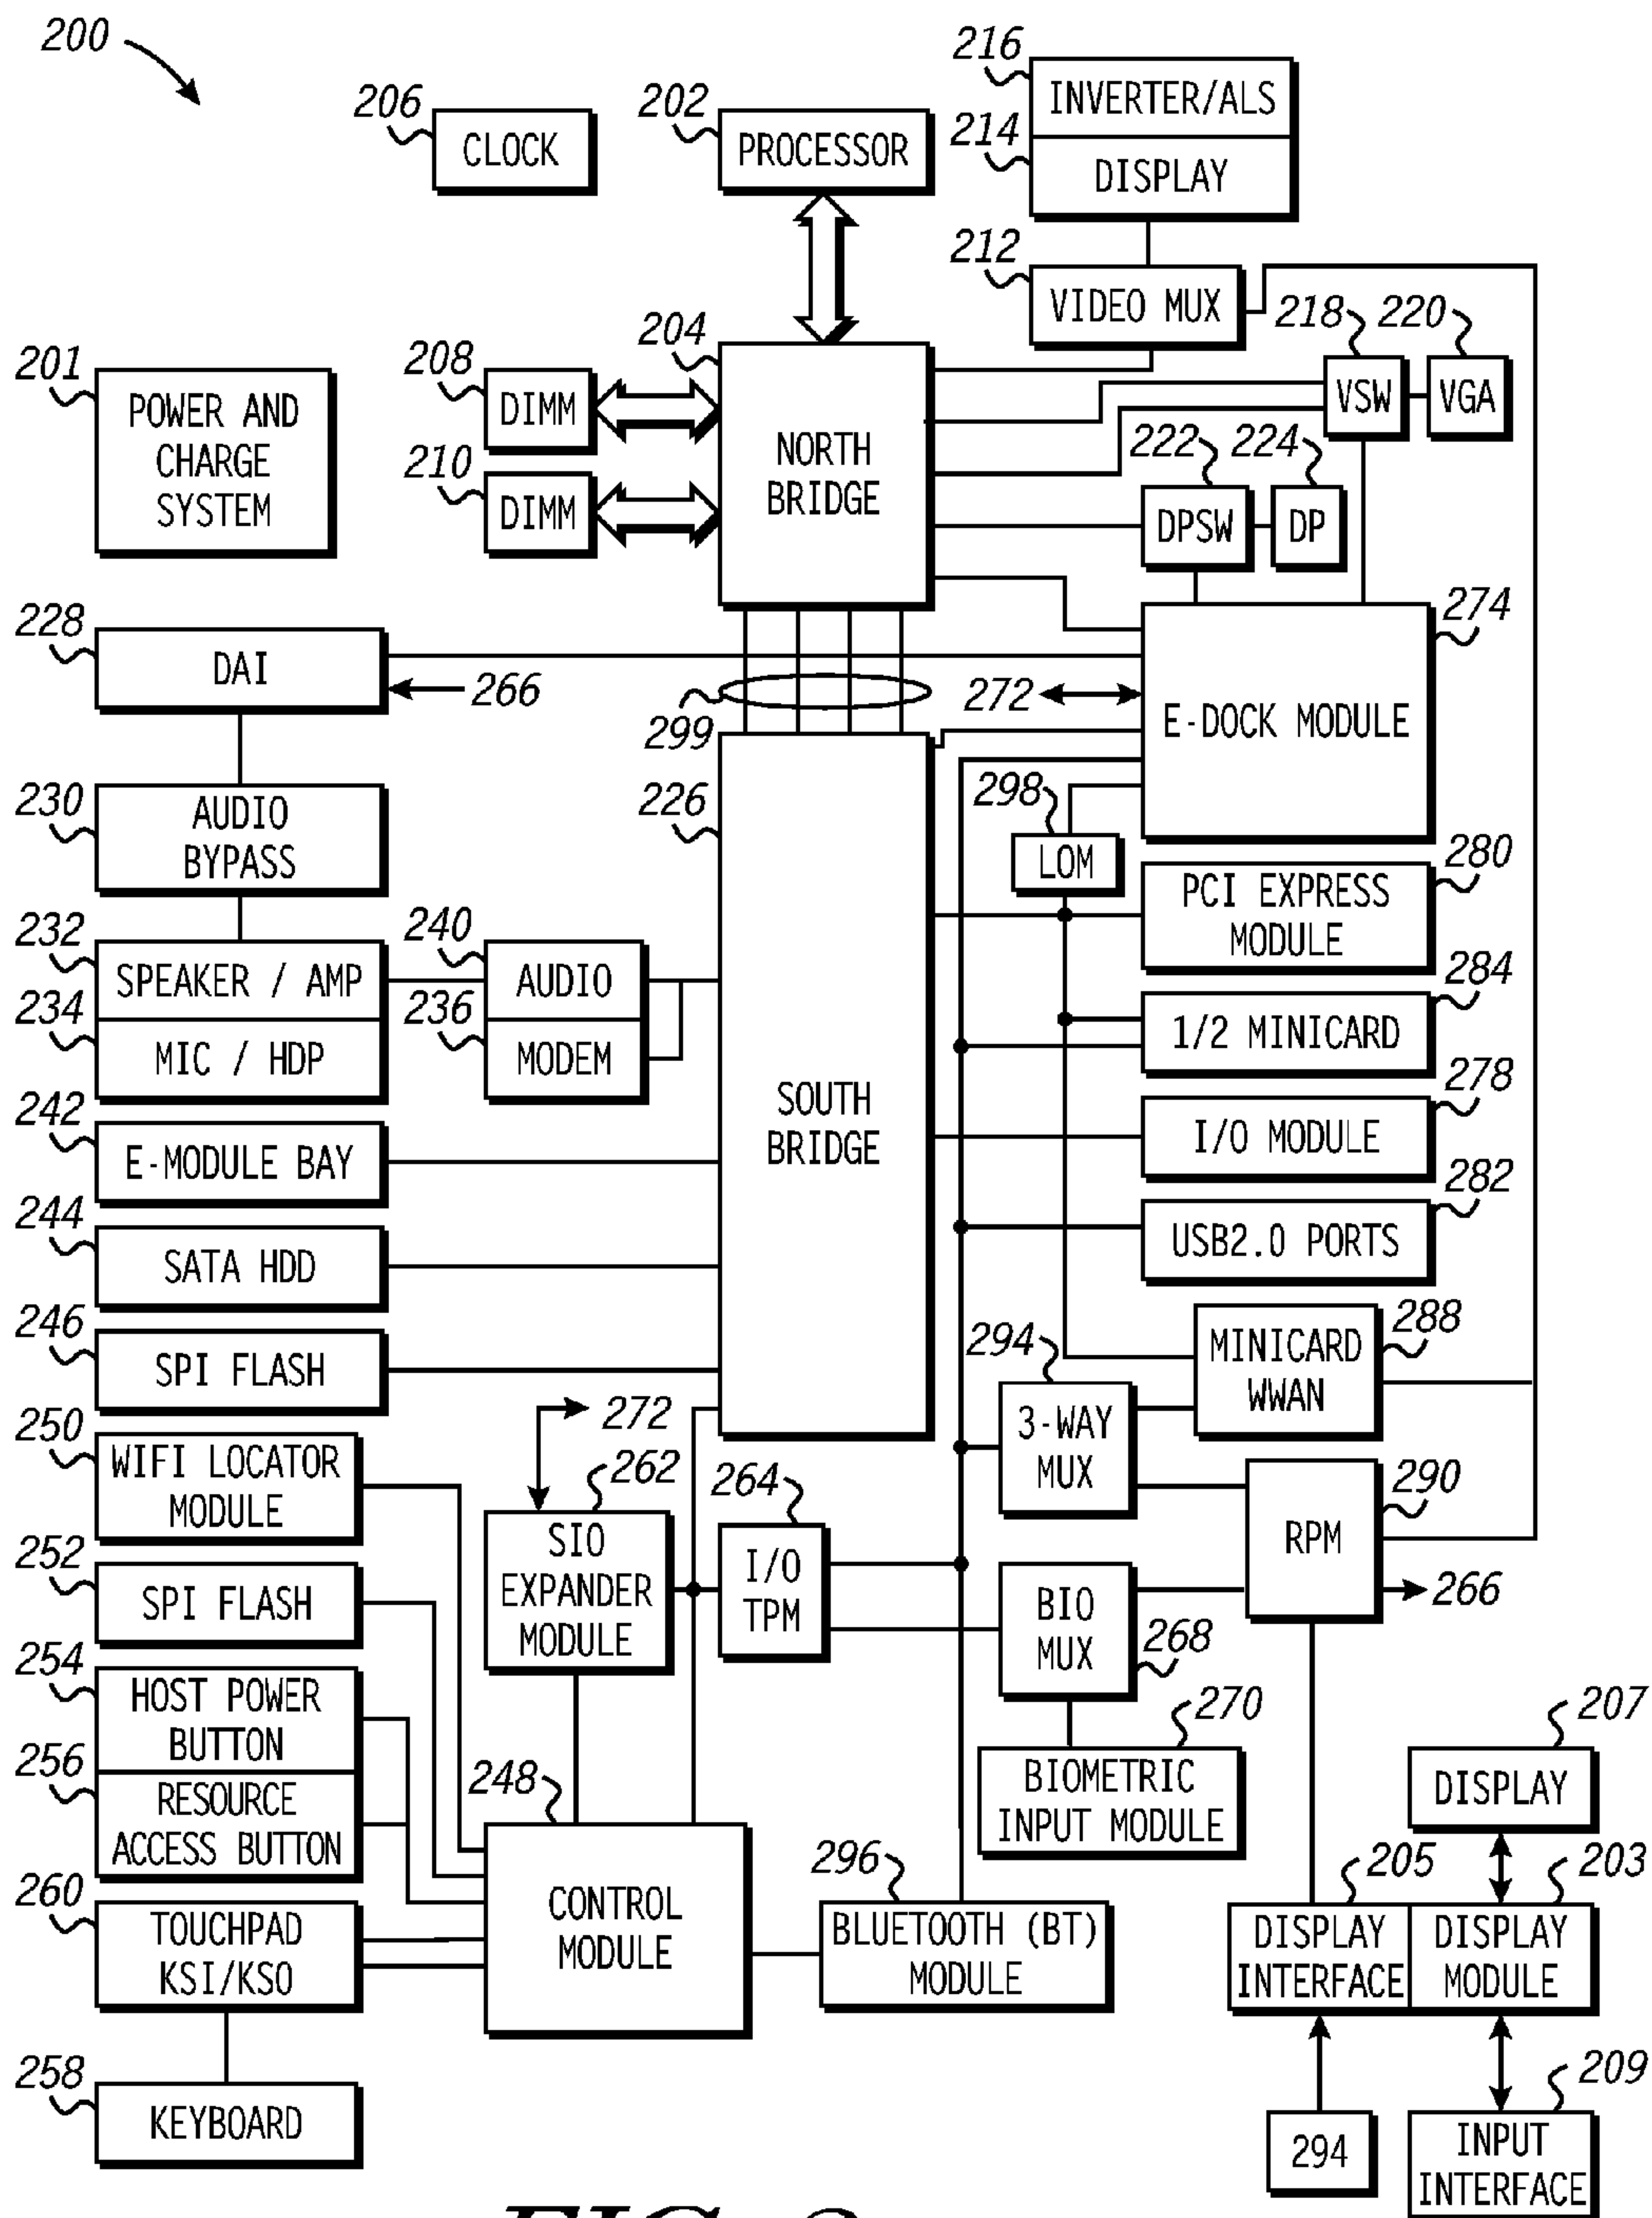 200
216
INVERTER/ALS
206
CLOCK
202
PROCESSOR
214
DISPLAY
212
VIDEO MUX
218
VSW
220
VGA
201
POWER AND
CHARGE
SYSTEM
208
DIMM
204
NORTH
BRIDGE
210
DIMM
222
DPSW
224
DP
228
DAI
266
299
272
274
E-DOCK MODULE
230
AUDIO
BYPASS
226
SOUTH
BRIDGE
298
LOM
280
PCI EXPRESS
MODULE
232
SPEAKER / AMP
240
AUDIO
234
MIC / HDP
236
MODEM
284
1/2 MINICARD
242
E-MODULE BAY
278
I/O MODULE
244
SATA HDD
282
USB2.0 PORTS
246
SPI FLASH
288
MINICARD
WWAN
294
3-WAY
MUX
250
WIFI LOCATOR
MODULE
272
262
SIO
EXPANDER
MODULE
264
I/O
TPM
290
RPM
266
252
SPI FLASH
BIO
MUX
268
254
HOST POWER
BUTTON
256
RESOURCE
ACCESS BUTTON
270
BIOMETRIC
INPUT MODULE
207
DISPLAY
248
CONTROL
MODULE
260
TOUCHPAD
KSI/KSO
296
BLUETOOTH (BT)
MODULE
205
DISPLAY
INTERFACE
203
DISPLAY
MODULE
258
KEYBOARD
294
209
INPUT
INTERFACE